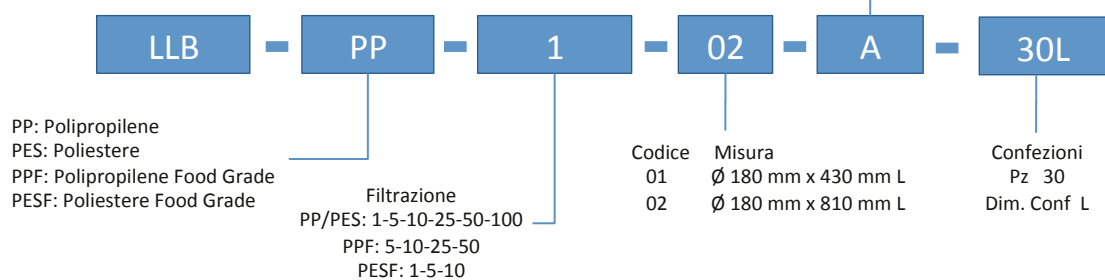 LLB - PP - 1 - 02 - A - 30L
PP: Polipropilene
PES: Poliestere
PPF: Polipropilene Food Grade
PESF: Poliestere Food Grade
Filtrazione
PP/PES: 1-5-10-25-50-100
PPF: 5-10-25-50
PESF: 1-5-10
Codice Misura
01 Ø 180 mm x 430 mm L
02 Ø 180 mm x 810 mm L
Confezioni
Pz 30
Dim. Conf L